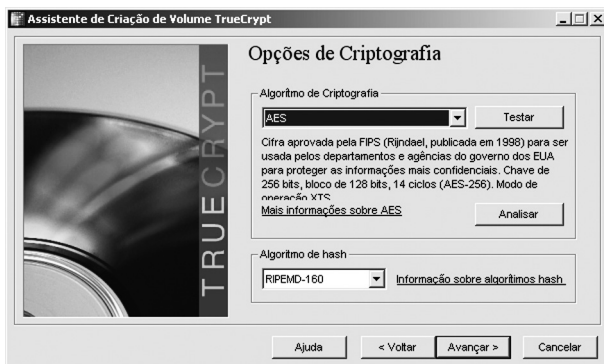 Assistente de Criação de Volume TrueCrypt
TRUECRYPT
Opções de Criptografia
Algoritmo de Criptografia
AES
Testar
Cifra aprovada pela FIPS (Rijndael, publicada em 1998) para ser
usada pelos departamentos e agências do governo dos EUA
para proteger as informações mais confidenciais. Chave de
256 bits, bloco de 128 bits, 14 ciclos (AES-256). Modo de
operação XTS
Mais informações sobre AES
Analisar
Algoritmo de hash
RIPEMD-160
Informação sobre algorítimos hash
Ajuda
< Voltar
Avançar >
Cancelar